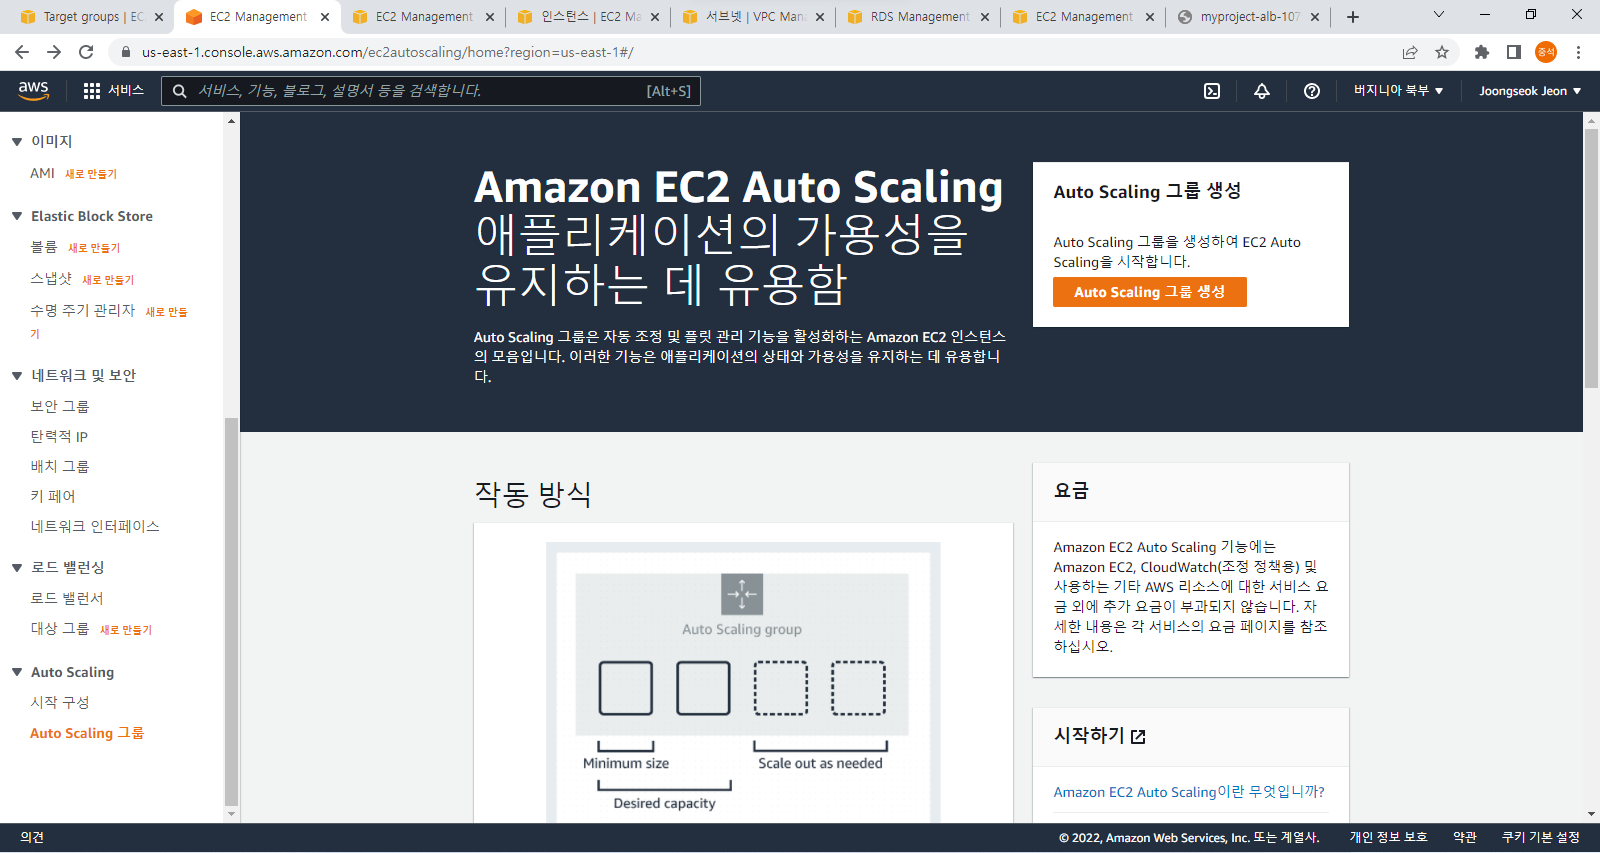 Target groups | EC
EC2 Management
EC2 Management
인스턴스 | EC2 Ma
서브넷 | VPC Man
RDS Management
EC2 Management
myproject-alb-107
us-east-1.console.aws.amazon.com/ec2autoscaling/home?region=us-east-1#/
증석
aws
서비스
서비스, 기능, 블로그, 설명서 등을 검색합니다.
[Alt+S]
버지니아 북부
Joongseok Jeon
이미지
AMI 새로 만들기
Elastic Block Store
볼륨 새로 만들기
스냅샷 새로 만들기
수명 주기 관리자 새로 만들
기
네트워크 및 보안
보안 그룹
탄력적 IP
배치 그룹
키 페어
네트워크 인터페이스
로드 밸런싱
로드 밸런서
대상 그룹 새로 만들기
Auto Scaling
시작 구성
Auto Scaling 그룹
Amazon EC2 Auto Scaling
애플리케이션의 가용성을
유지하는 데 유용함
Auto Scaling 그룹은 자동 조정 및 플릿 관리 기능을 활성화하는 Amazon EC2 인스턴스
의 모음입니다. 이러한 기능은 애플리케이션의 상태와 가용성을 유지하는 데 유용합니
다.
Auto Scaling 그룹 생성
Auto Scaling 그룹을 생성하여 EC2 Auto
Scaling을 시작합니다.
Auto Scaling 그룹 생성
작동 방식
Auto Scaling group
Minimum size
Scale out as needed
Desired capacity
요금
Amazon EC2 Auto Scaling 기능에는
Amazon EC2, CloudWatch(조정 정책용) 및
사용하는 기타 AWS 리소스에 대한 서비스 요
금 외에 추가 요금이 부과되지 않습니다. 자
세한 내용은 각 서비스의 요금 페이지를 참조
하십시오.
시작하기
Amazon EC2 Auto Scaling이란 무엇입니까?
의견
© 2022, Amazon Web Services, Inc. 또는 계열사.
개인 정보 보호
약관
쿠키 기본 설정